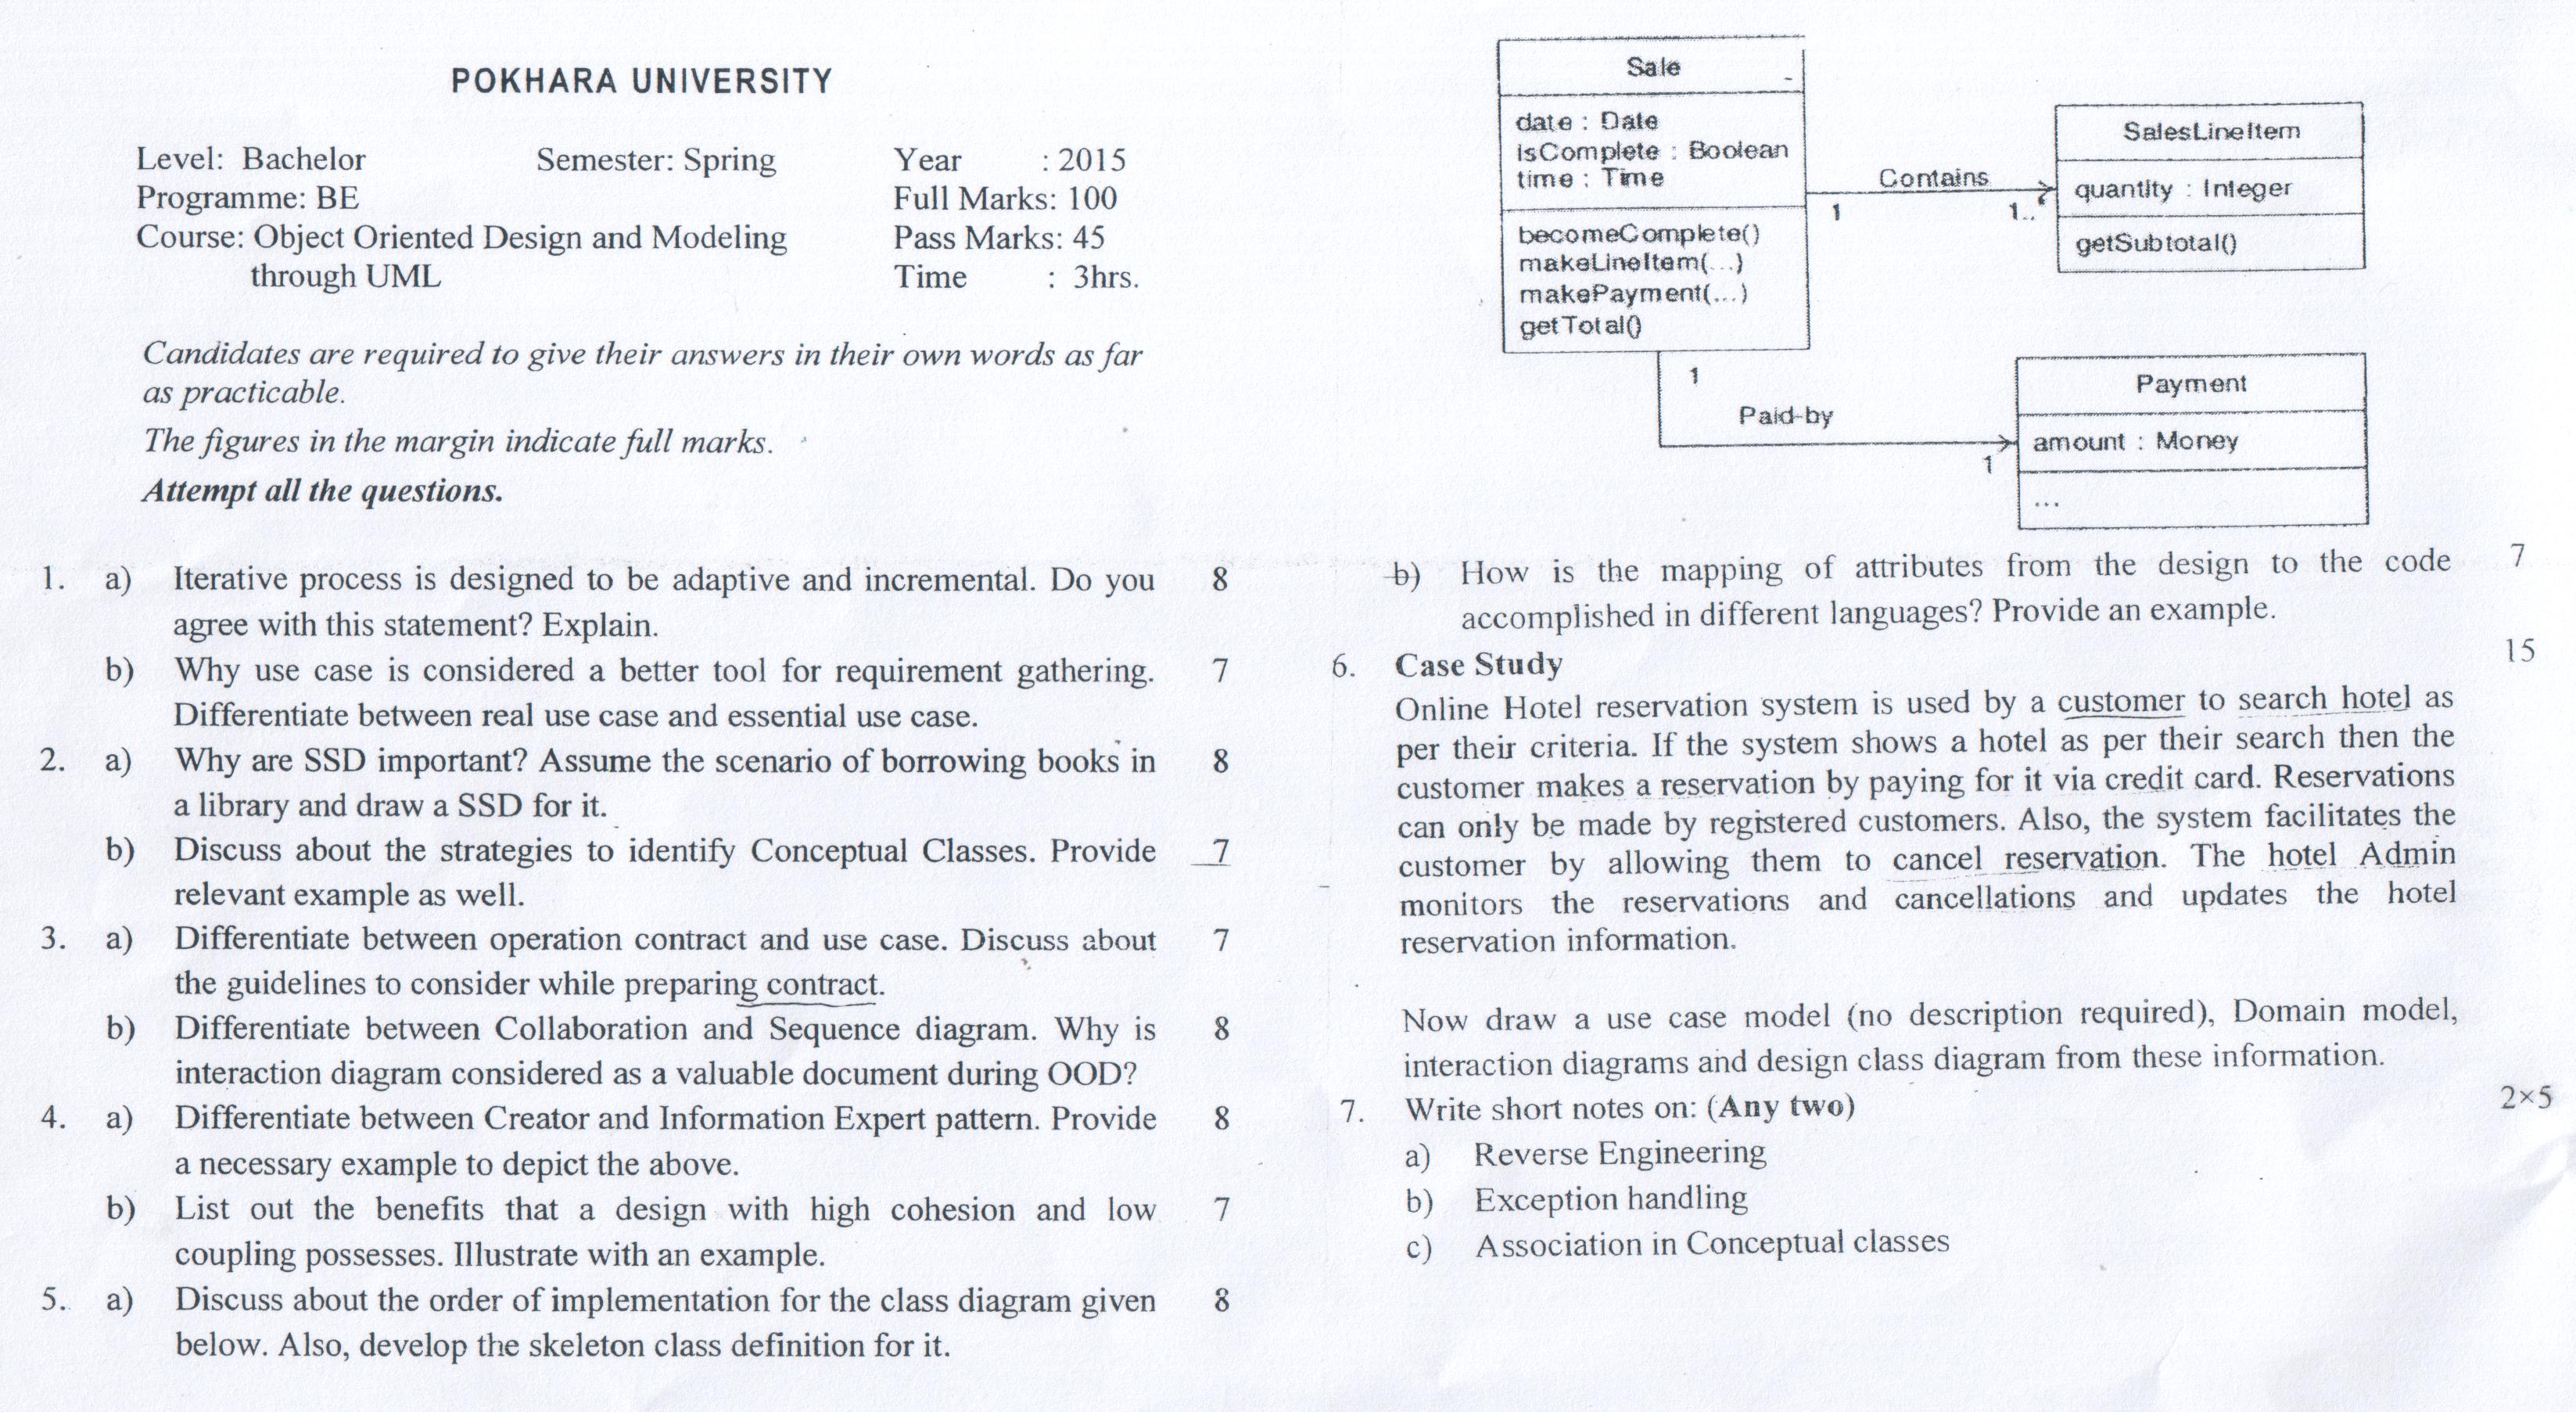 POKHARA UNIVERSITY
Level: Bachelor Semester: Spring Year : 2015
Programme: BE Full Marks: 100
Course: Object Oriented Design and Modeling Pass Marks: 45
through UML Time : 3hrs.
Candidates are required to give their answers in their own words as far
as practicable.
The figures in the margin indicate full marks.
Attempt all the questions.
1. a) Iterative process is designed to be adaptive and incremental. Do you 8
agree with this statement? Explain.
b) Why use case is considered a better tool for requirement gathering. 7
Differentiate between real use case and essential use case.
2. a) Why are SSD important? Assume the scenario of borrowing books in 8
a library and draw a SSD for it.
b) Discuss about the strategies to identify Conceptual Classes. Provide 7
relevant example as well.
3. a) Differentiate between operation contract and use case. Discuss about 7
the guidelines to consider while preparing contract.
b) Differentiate between Collaboration and Sequence diagram. Why is 8
interaction diagram considered as a valuable document during OOD?
4. a) Differentiate between Creator and Information Expert pattern. Provide 8
a necessary example to depict the above.
b) List out the benefits that a design with high cohesion and low 7
coupling possesses. Illustrate with an example.
5. a) Discuss about the order of implementation for the class diagram given 8
below. Also, develop the skeleton class definition for it.
Sale
date : Date
isComplete : Boolean
time : Time
becomeComplete()
makeLineItem(...)
makePayment(...)
getTotal()
Contains
1
1..*
SalesLineItem
quantity : Integer
getSubtotal()
1
Paid-by
1
Payment
amount : Money
...
b) How is the mapping of attributes from the design to the code 7
accomplished in different languages? Provide an example.
6. Case Study 15
Online Hotel reservation system is used by a customer to search hotel as
per their criteria. If the system shows a hotel as per their search then the
customer makes a reservation by paying for it via credit card. Reservations
can only be made by registered customers. Also, the system facilitates the
customer by allowing them to cancel reservation. The hotel Admin
monitors the reservations and cancellations and updates the hotel
reservation information.
Now draw a use case model (no description required), Domain model,
interaction diagrams and design class diagram from these information.
7. Write short notes on: (Any two) 2×5
a) Reverse Engineering
b) Exception handling
c) Association in Conceptual classes